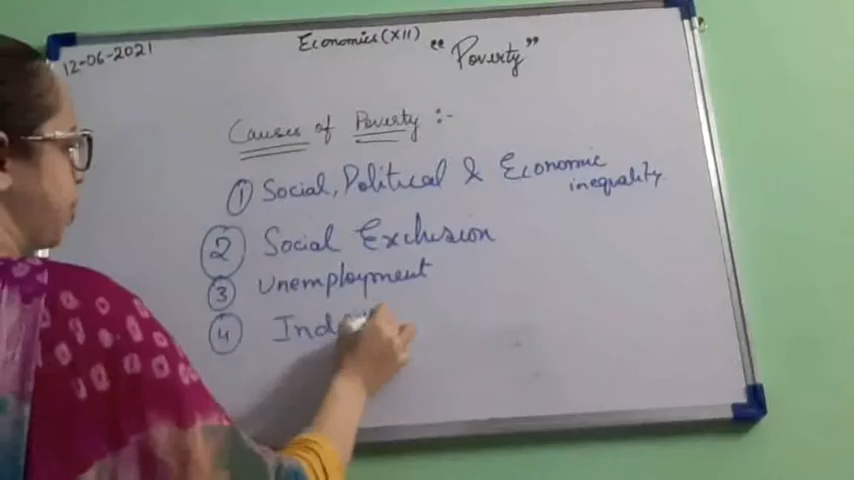 12-06-2021
Economics(XII) "Poverty"
Causes of Poverty :-
① Social, Political & Economic
inequality
② Social Exclusion
③ Unemployment
④